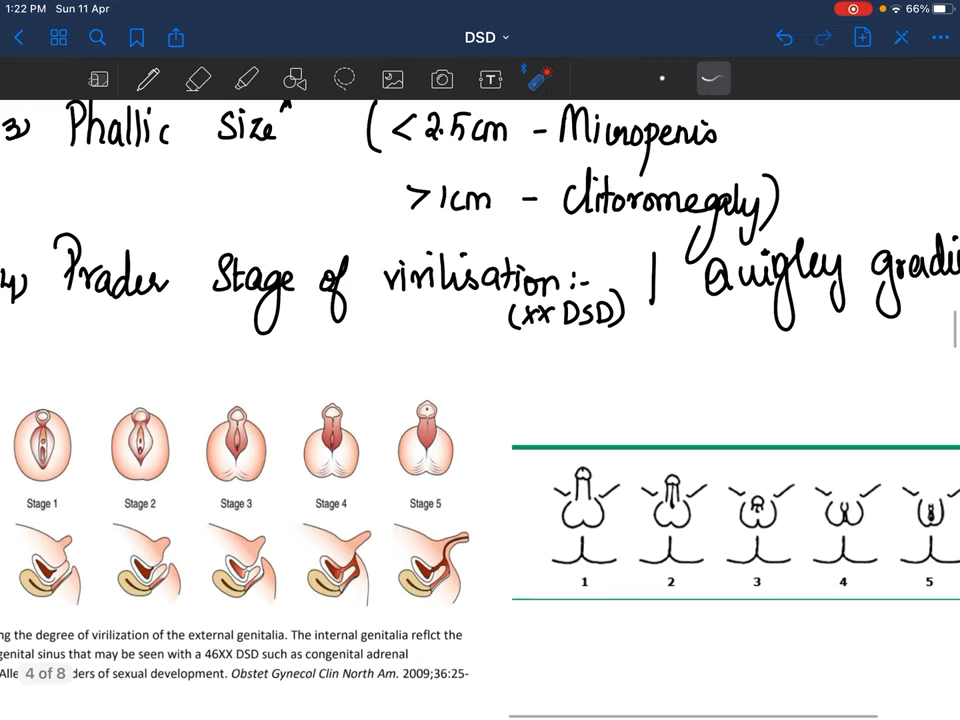 1:22 PM Sun 11 Apr 66%
DSD
T
3) Phallic size (< 2.5cm - Micropenis
> 1cm - Clitoromegaly)
4) Prader Stage of virilisation :- | Quigley gradi
(XX DSD)
Stage 1 Stage 2 Stage 3 Stage 4 Stage 5
1 2 3 4 5
ng the degree of virilization of the external genitalia. The internal genitalia reflct the
genital sinus that may be seen with a 46XX DSD such as congenital adrenal
Alle 4 of 8 ders of sexual development. Obstet Gynecol Clin North Am. 2009;36:25-